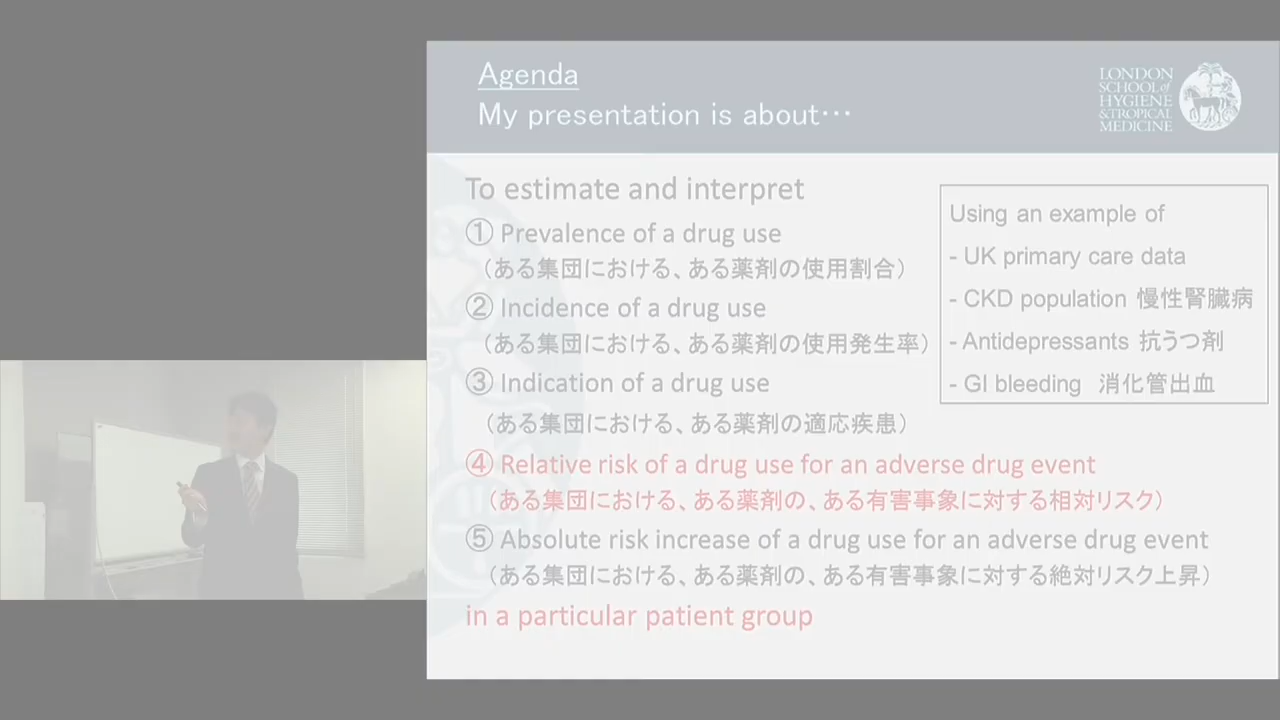 Agenda
My presentation is about…
LONDON
SCHOOL of
HYGIENE
& TROPICAL
MEDICINE
To estimate and interpret
① Prevalence of a drug use
（ある集団における、ある薬剤の使用割合）
② Incidence of a drug use
（ある集団における、ある薬剤の使用発生率）
③ Indication of a drug use
（ある集団における、ある薬剤の適応疾患）
④ Relative risk of a drug use for an adverse drug event
（ある集団における、ある薬剤の、ある有害事象に対する相対リスク）
⑤ Absolute risk increase of a drug use for an adverse drug event
（ある集団における、ある薬剤の、ある有害事象に対する絶対リスク上昇）
in a particular patient group
Using an example of
- UK primary care data
- CKD population 慢性腎臓病
- Antidepressants 抗うつ剤
- GI bleeding 消化管出血